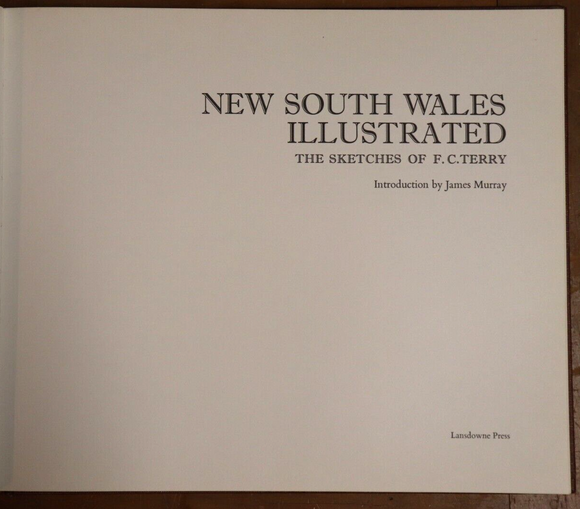 NEW SOUTH WALES
ILLUSTRATED
THE SKETCHES OF F. C. TERRY
Introduction by James Murray
Lansdowne Press